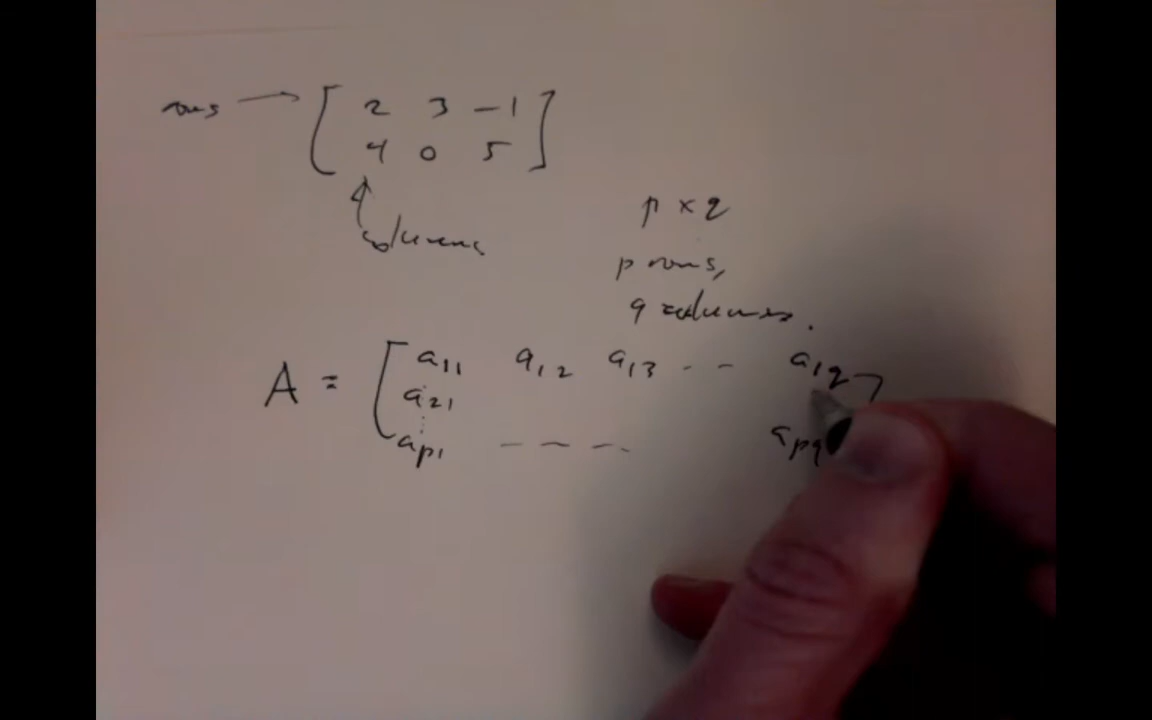 rows → [ 2 3 -1
4 0 5 ]
columns
p × q
p rows,
q columns.
A = [ a11 a12 a13 - - a1q ]
a21
⋮
ap1 - - - apq